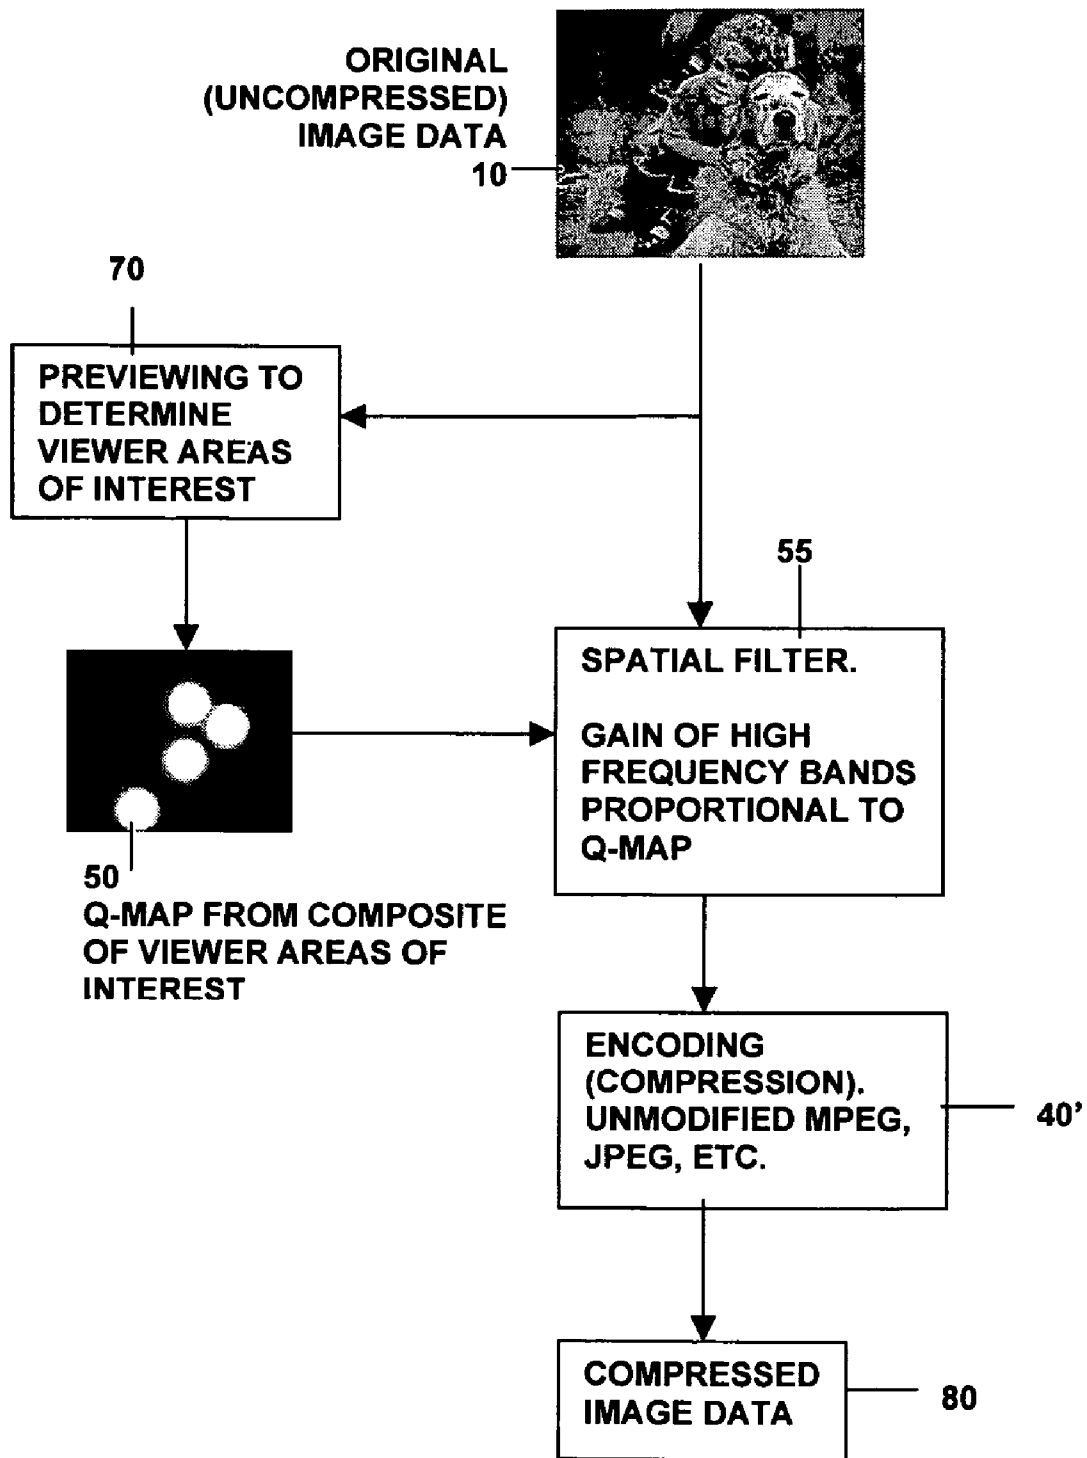 ORIGINAL
(UNCOMPRESSED)
IMAGE DATA
10
70
PREVIEWING TO
DETERMINE
VIEWER AREAS
OF INTEREST
55
SPATIAL FILTER.
GAIN OF HIGH
FREQUENCY BANDS
PROPORTIONAL TO
Q-MAP
50
Q-MAP FROM COMPOSITE
OF VIEWER AREAS OF
INTEREST
ENCODING
(COMPRESSION).
UNMODIFIED MPEG,
JPEG, ETC.
40'
COMPRESSED
IMAGE DATA
80